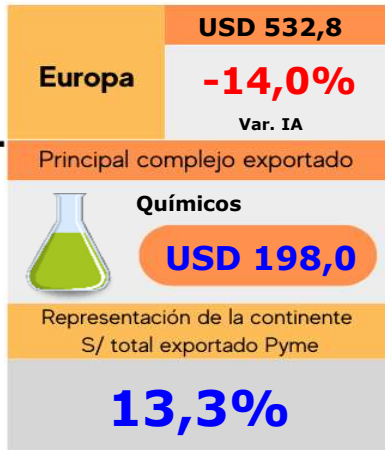 USD 532,8
Europa
-14,0%
Var. IA
Principal complejo exportado
Químicos
USD 198,0
Representación de la continente
S/ total exportado Pyme
13,3%